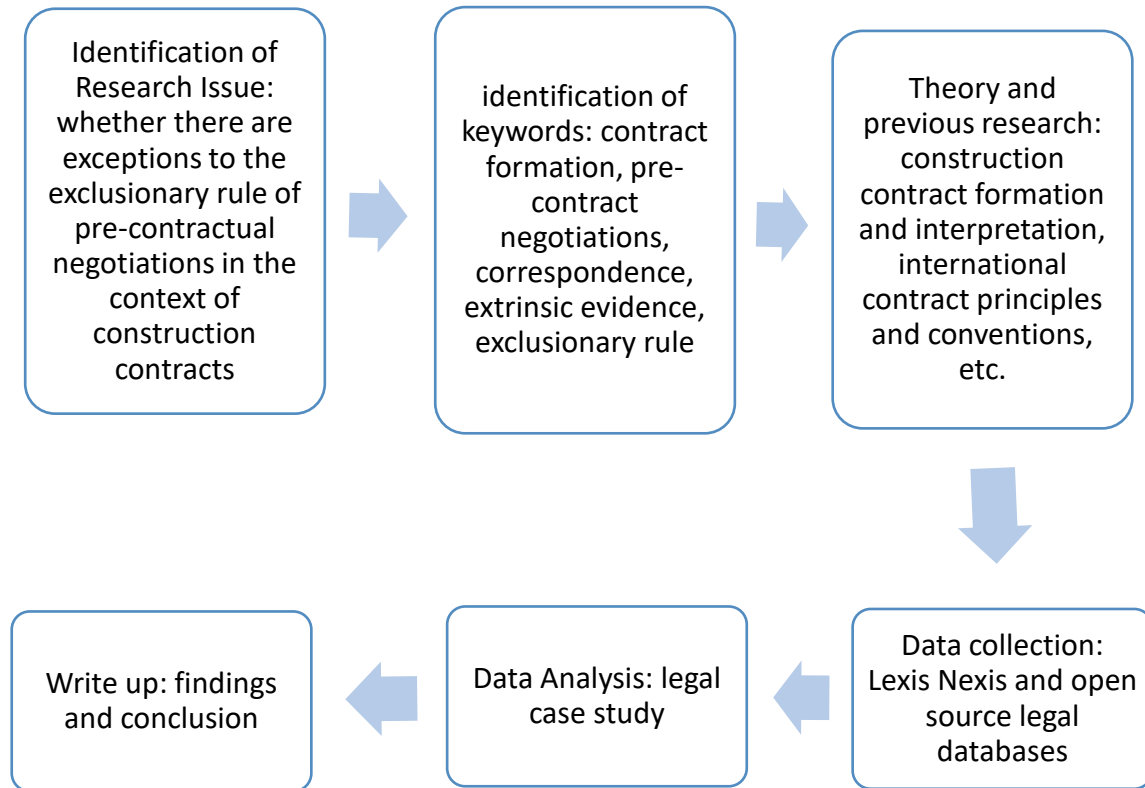 Identification of
Research Issue:
whether there are
exceptions to the
exclusionary rule of
pre-contractual
negotiations in the
context of
construction
contracts
identification of
keywords: contract
formation, pre-
contract
negotiations,
correspondence,
extrinsic evidence,
exclusionary rule
Theory and
previous research:
construction
contract formation
and interpretation,
international
contract principles
and conventions,
etc.
Data collection:
Lexis Nexis and open
source legal
databases
Data Analysis: legal
case study
Write up: findings
and conclusion